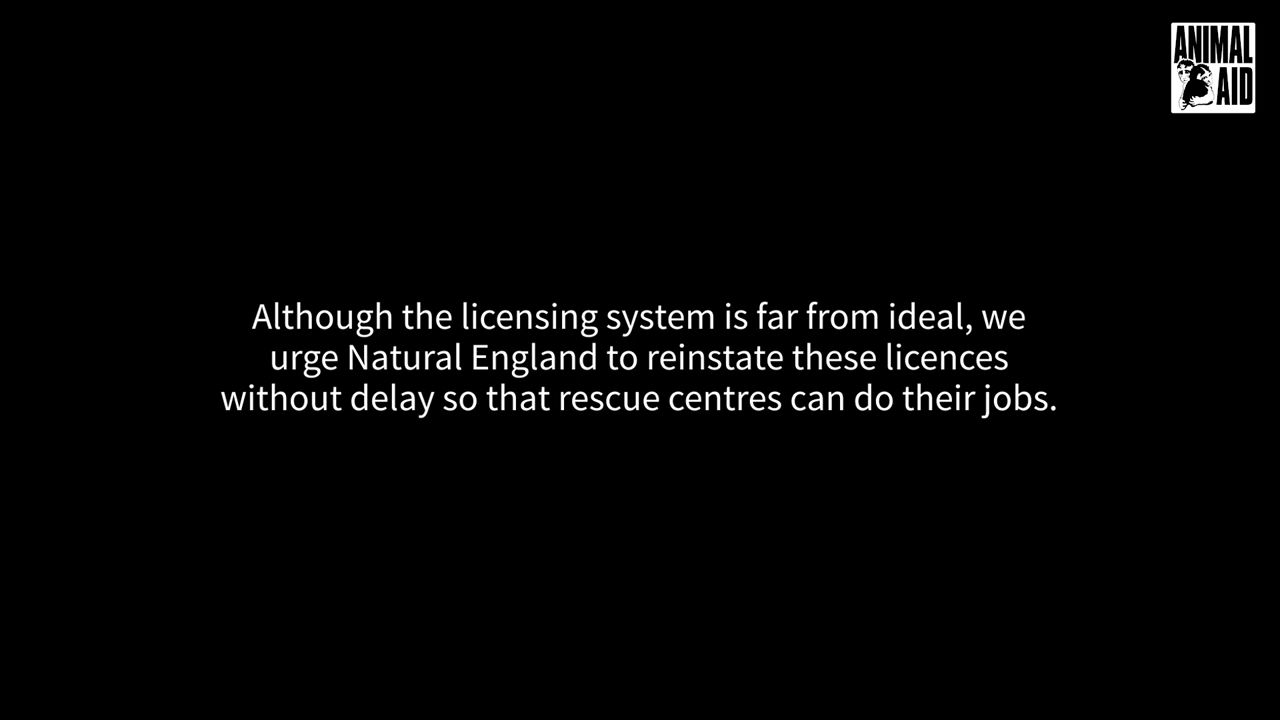 ANIMAL
AID
Although the licensing system is far from ideal, we
urge Natural England to reinstate these licences
without delay so that rescue centres can do their jobs.